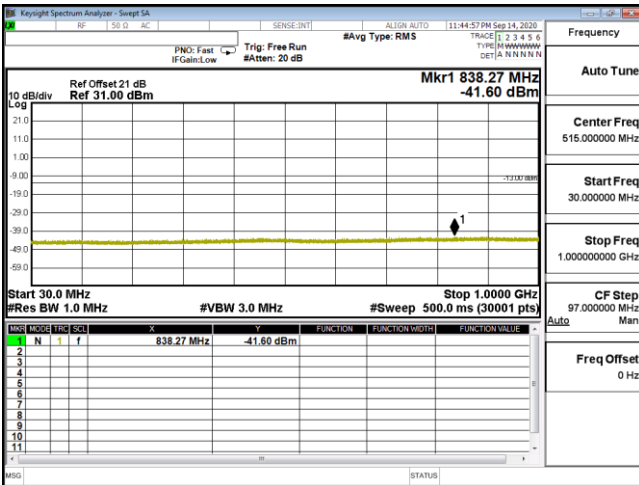 Keysight Spectrum Analyzer - Swept SA
RF 50 Ω AC SENSE:INT ALIGN AUTO 11:44:57 PM Sep 14, 2020
#Avg Type: RMS TRACE 1 2 3 4 5 6
PNO: Fast Trig: Free Run TYPE M WWWWW
IFGain:Low #Atten: 20 dB DET A N N N N N
Frequency
Mkr1 838.27 MHz
-41.60 dBm
Ref Offset 21 dB
10 dB/div Ref 31.00 dBm
Log
21.0
11.0
1.00
-9.00
-13.00 dBm
-19.0
-29.0
-39.0
-49.0
-59.0
1
Start 30.0 MHz Stop 1.0000 GHz
#Res BW 1.0 MHz #VBW 3.0 MHz #Sweep 500.0 ms (30001 pts)
MKR MODE TRC SCL X Y FUNCTION FUNCTION WIDTH FUNCTION VALUE
1 N 1 f 838.27 MHz -41.60 dBm
2
3
4
5
6
7
8
9
10
11
MSG STATUS
Auto Tune
Center Freq
515.000000 MHz
Start Freq
30.000000 MHz
Stop Freq
1.000000000 GHz
CF Step
97.000000 MHz
Auto Man
Freq Offset
0 Hz